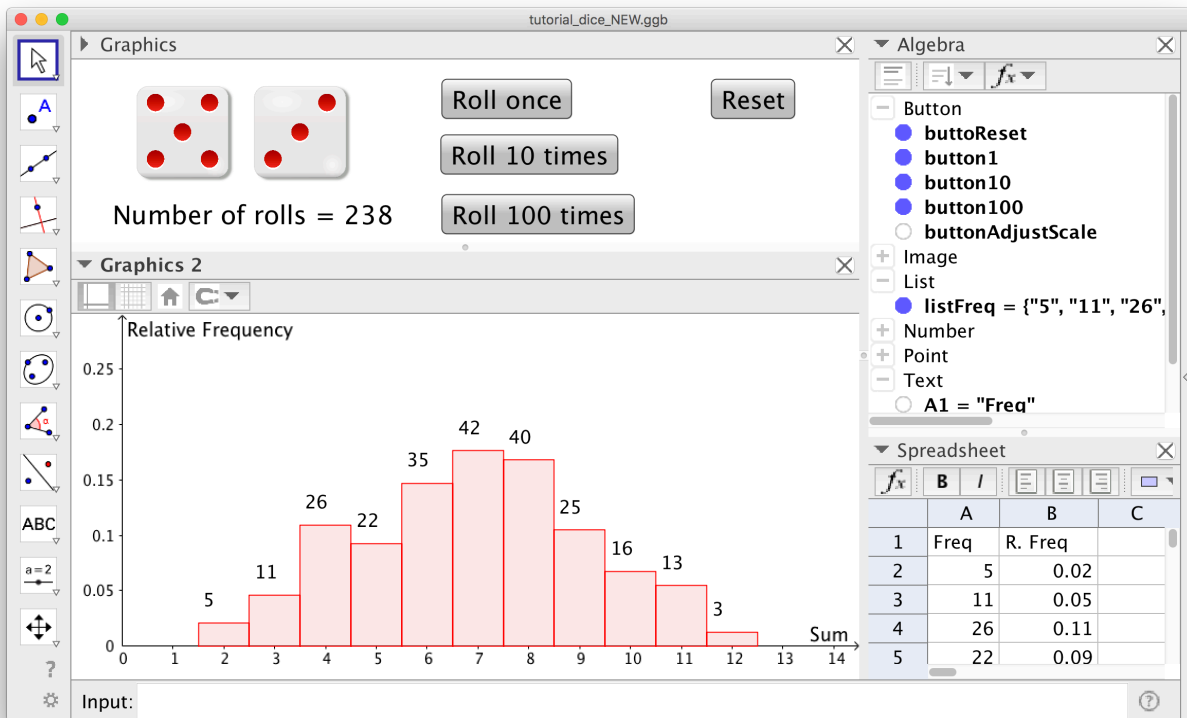 tutorial_dice_NEW.ggb
Graphics
Roll once
Reset
Roll 10 times
Number of rolls = 238
Roll 100 times
Graphics 2
Relative Frequency
0.25
0.2
0.15
0.1
0.05
0
5
11
26
22
35
42
40
25
16
13
3
Sum
0 1 2 3 4 5 6 7 8 9 10 11 12 13 14
A
α
ABC
a=2
?
Input:
?
Algebra
fx
Button
buttoReset
button1
button10
button100
buttonAdjustScale
Image
List
listFreq = {"5", "11", "26",
Number
Point
Text
A1 = "Freq"
Spreadsheet
fx B I
A B C
1 Freq R. Freq
2 5 0.02
3 11 0.05
4 26 0.11
5 22 0.09